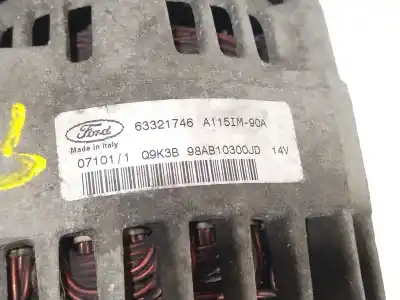 Ford 63321746 A115IM-90A
Made in Italy
07101/1 Q9K3B 98AB10300JD 14V